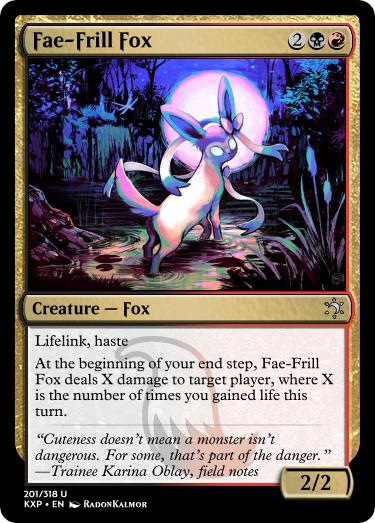 Fae-Frill Fox 2
Creature — Fox
Lifelink, haste
At the beginning of your end step, Fae-Frill
Fox deals X damage to target player, where X
is the number of times you gained life this
turn.
“Cuteness doesn’t mean a monster isn’t
dangerous. For some, that’s part of the danger.”
—Trainee Karina Oblay, field notes
2/2
201/318 U
KXP • EN RadonKalmor